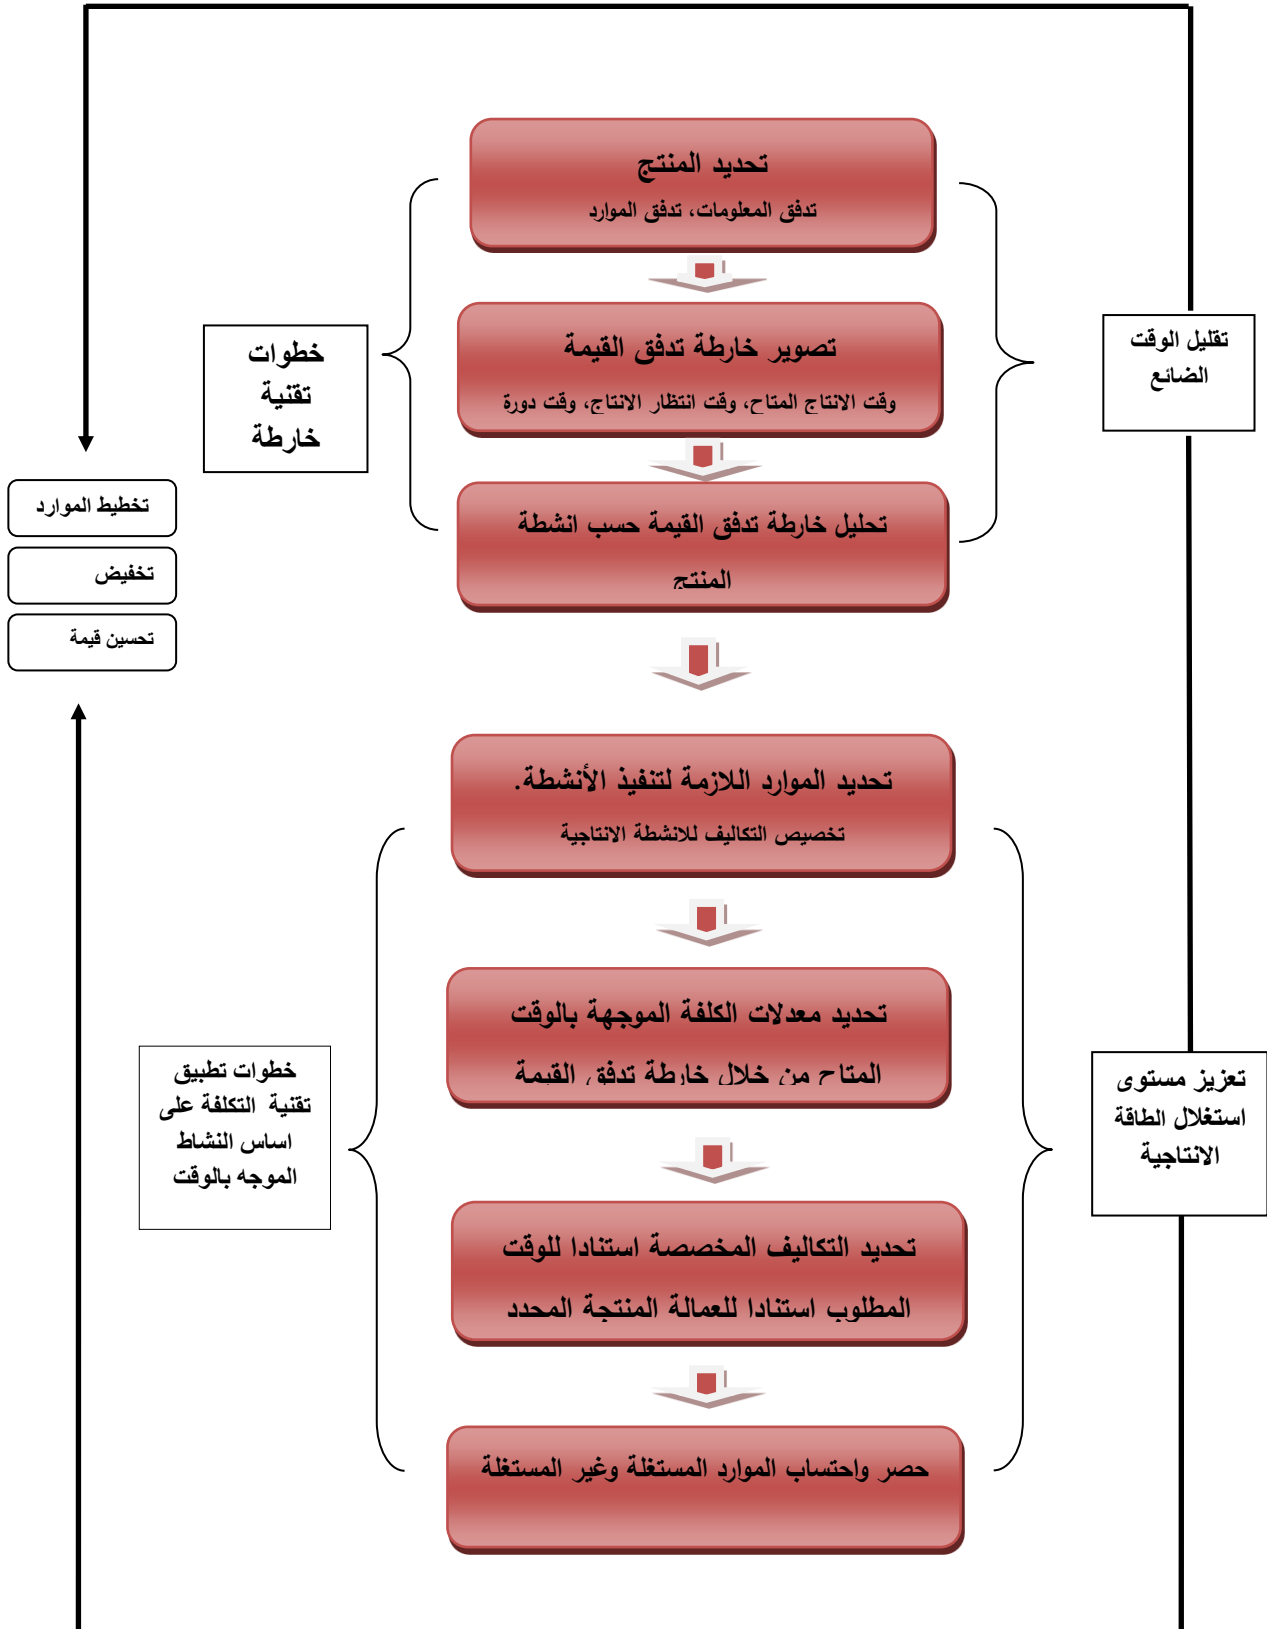 تحديد المنتج
تدفق المعلومات، تدفق الموارد
تصوير خارطة تدفق القيمة
وقت الانتاج المتاح، وقت انتظار الانتاج، وقت دورة
تحليل خارطة تدفق القيمة حسب انشطة
المنتج
خطوات
تقنية
خارطة
تقليل الوقت
الضائع
تخطيط الموارد
تخفيض
تحسين قيمة
تحديد الموارد اللازمة لتنفيذ الأنشطة.
تخصيص التكاليف للانشطة الانتاجية
تحديد معدلات الكلفة الموجهة بالوقت
المتاح من خلال خارطة تدفق القيمة
تحديد التكاليف المخصصة استنادا للوقت
المطلوب استنادا للعمالة المنتجة المحدد
حصر واحتساب الموارد المستغلة وغير المستغلة
تعزيز مستوى
استغلال الطاقة
الانتاجية
خطوات تطبيق
تقنية التكلفة على
اساس النشاط
الموجه بالوقت